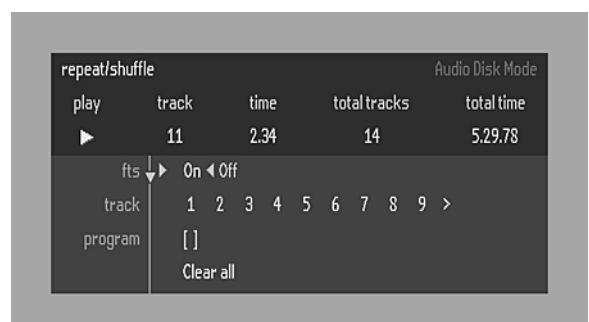 repeat/shuffle Audio Disk Mode
play track time total tracks total time
11 2.34 14 5.29.78
fts On Off
track 1 2 3 4 5 6 7 8 9 >
program [ ]
Clear all